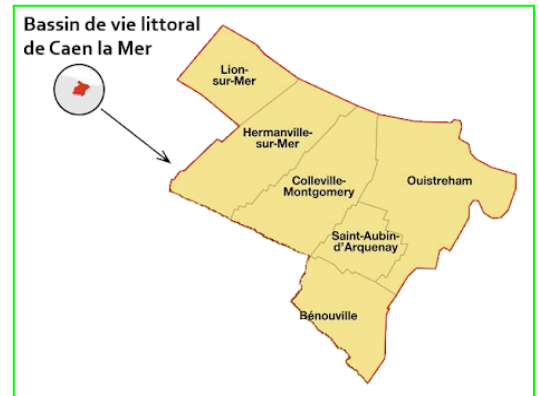 Bassin de vie littoral
de Caen la Mer
Lion-
sur-Mer
Hermanville-
sur-Mer
Colleville-
Montgomery
Ouistreham
Saint-Aubin-
d'Arquenay
Bénouville